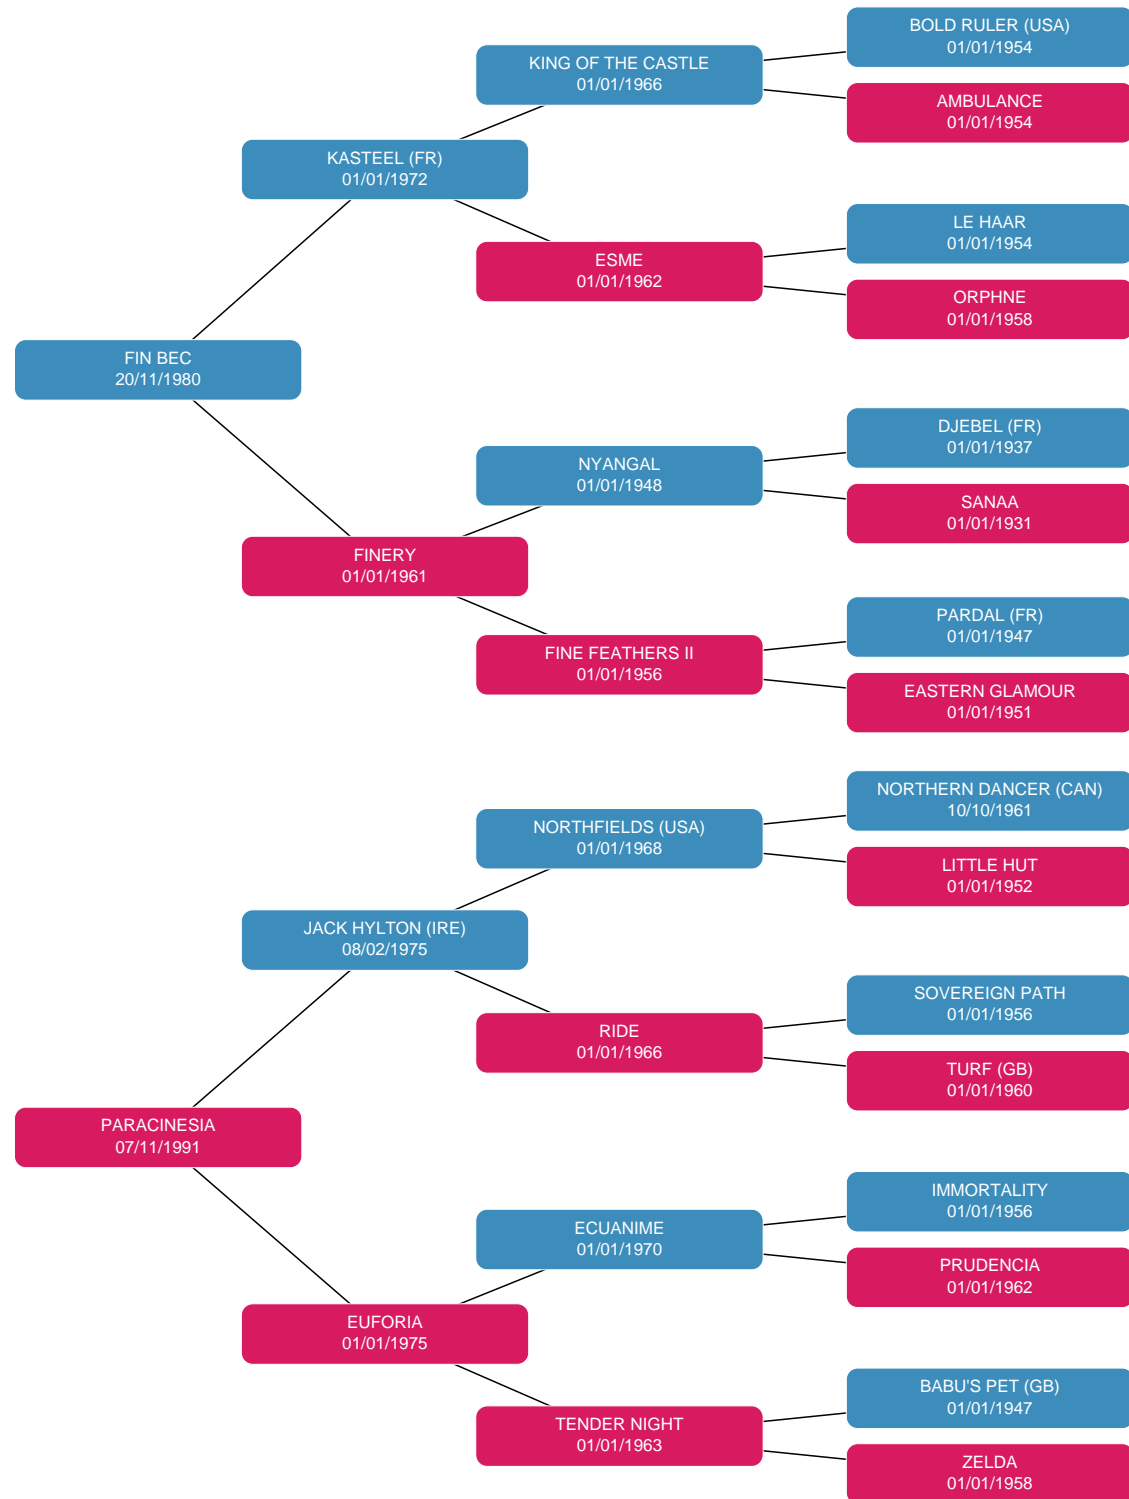 BOLD RULER (USA)
01/01/1954
KING OF THE CASTLE
01/01/1966
AMBULANCE
01/01/1954
KASTEEL (FR)
01/01/1972
LE HAAR
01/01/1954
ESME
01/01/1962
ORPHNE
01/01/1958
FIN BEC
20/11/1980
DJEBEL (FR)
01/01/1937
NYANGAL
01/01/1948
SANAA
01/01/1931
FINERY
01/01/1961
PARDAL (FR)
01/01/1947
FINE FEATHERS II
01/01/1956
EASTERN GLAMOUR
01/01/1951
NORTHERN DANCER (CAN)
10/10/1961
NORTHFIELDS (USA)
01/01/1968
LITTLE HUT
01/01/1952
JACK HYLTON (IRE)
08/02/1975
SOVEREIGN PATH
01/01/1956
RIDE
01/01/1966
TURF (GB)
01/01/1960
PARACINESIA
07/11/1991
IMMORTALITY
01/01/1956
ECUANIME
01/01/1970
PRUDENCIA
01/01/1962
EUFORIA
01/01/1975
BABU'S PET (GB)
01/01/1947
TENDER NIGHT
01/01/1963
ZELDA
01/01/1958